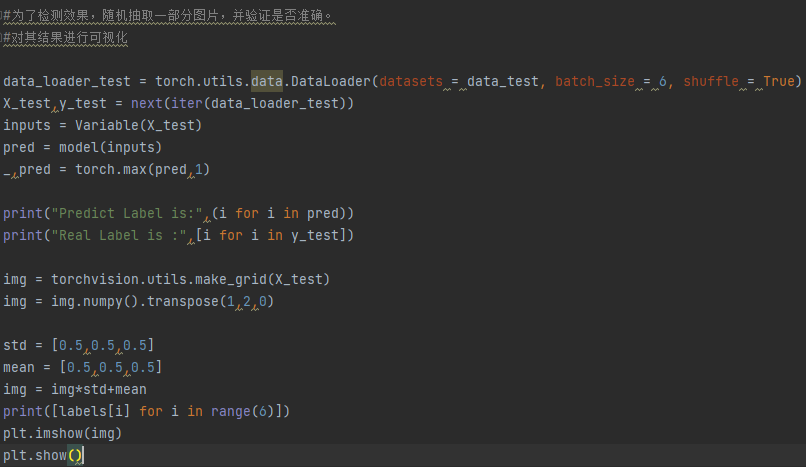 #为了检测效果，随机抽取一部分图片，并验证是否准确。
#对其结果进行可视化
data_loader_test = torch.utils.data.DataLoader(datasets = data_test, batch_size = 6, shuffle = True)
X_test,y_test = next(iter(data_loader_test))
inputs = Variable(X_test)
pred = model(inputs)
_,pred = torch.max(pred,1)
print("Predict Label is:",(i for i in pred))
print("Real Label is :",[i for i in y_test])
img = torchvision.utils.make_grid(X_test)
img = img.numpy().transpose(1,2,0)
std = [0.5,0.5,0.5]
mean = [0.5,0.5,0.5]
img = img*std+mean
print([labels[i] for i in range(6)])
plt.imshow(img)
plt.show()